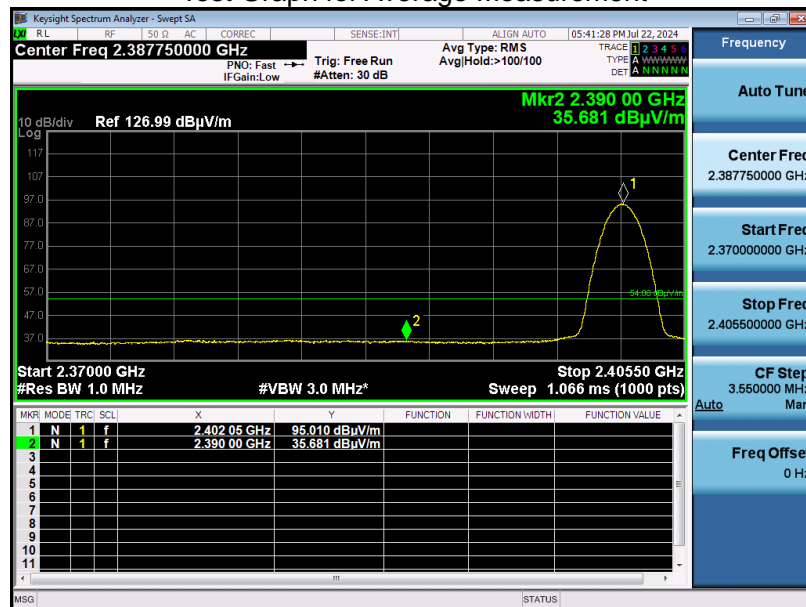 Test Graph for Average Measurement
Keysight Spectrum Analyzer - Swept SA
LXI RL RF 50 Ω AC CORREC SENSE:INT ALIGN AUTO 05:41:28 PM Jul 22, 2024
Center Freq 2.387750000 GHz
PNO: Fast
IFGain:Low
Trig: Free Run
#Atten: 30 dB
Avg Type: RMS
Avg|Hold:>100/100
TRACE 1 2 3 4 5 6
TYPE A WWWWW
DET A N N N N N
Mkr2 2.390 00 GHz
35.681 dBµV/m
10 dB/div Ref 126.99 dBµV/m
Log
117
107
97.0
87.0
77.0
67.0
57.0
47.0
37.0
1
54.00 dBµV/m
2
Start 2.37000 GHz Stop 2.40550 GHz
#Res BW 1.0 MHz #VBW 3.0 MHz* Sweep 1.066 ms (1000 pts)
MKR MODE TRC SCL X Y FUNCTION FUNCTION WIDTH FUNCTION VALUE
1 N 1 f 2.402 05 GHz 95.010 dBµV/m
2 N 1 f 2.390 00 GHz 35.681 dBµV/m
3
4
5
6
7
8
9
10
11
MSG STATUS
Frequency
Auto Tune
Center Freq
2.387750000 GHz
Start Freq
2.370000000 GHz
Stop Freq
2.405500000 GHz
CF Step
3.550000 MHz
Auto Man
Freq Offset
0 Hz